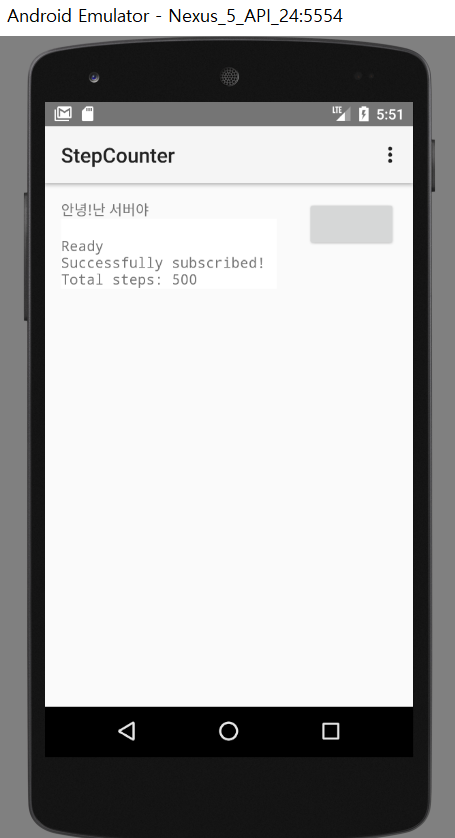 Android Emulator - Nexus_5_API_24:5554
LTE 5:51
StepCounter
안녕!난 서버야
Ready
Successfully subscribed!
Total steps: 500